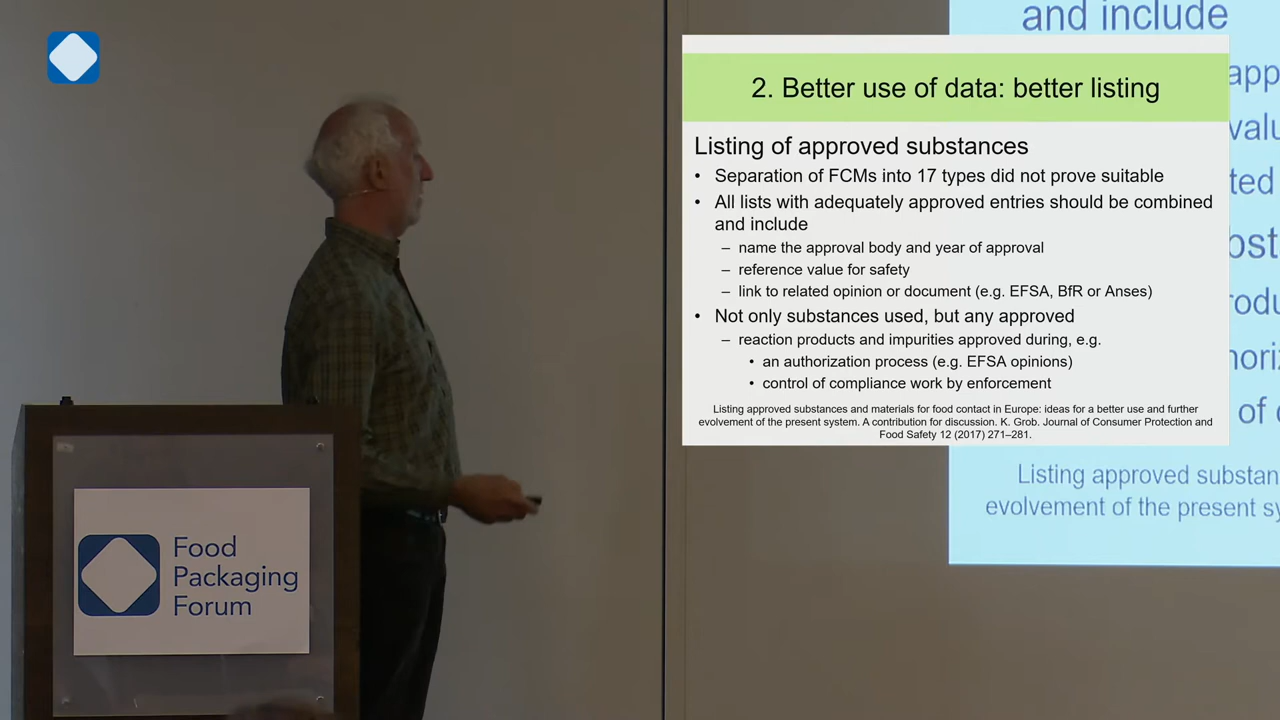 2. Better use of data: better listing
Listing of approved substances
• Separation of FCMs into 17 types did not prove suitable
• All lists with adequately approved entries should be combined
and include
– name the approval body and year of approval
– reference value for safety
– link to related opinion or document (e.g. EFSA, BfR or Anses)
• Not only substances used, but any approved
– reaction products and impurities approved during, e.g.
• an authorization process (e.g. EFSA opinions)
• control of compliance work by enforcement
Listing approved substances and materials for food contact in Europe: ideas for a better use and further
evolvement of the present system. A contribution for discussion. K. Grob. Journal of Consumer Protection and
Food Safety 12 (2017) 271–281.
and include
of
Listing approved
evolvement of the present
Food
Packaging
Forum